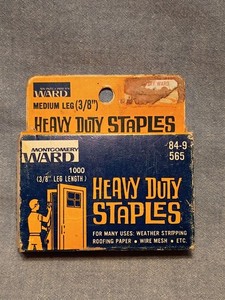 WARD
MEDIUM LEG (3/8")
HEAVY DUTY STAPLES
MONTGOMERY
WARD
84-9
565
1000
(3/8" LEG LENGTH)
HEAVY DUTY
STAPLES
FOR MANY USES: WEATHER STRIPPING
ROOFING PAPER • WIRE MESH • ETC.